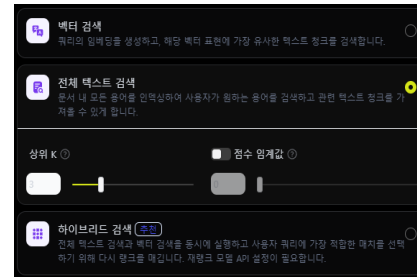 벡터 검색
쿼리의 임베딩을 생성하고, 해당 벡터 표현에 가장 유사한 텍스트 청크를 검색합니다.
전체 텍스트 검색
문서 내 모든 용어를 인덱싱하여 사용자가 원하는 용어를 검색하고 관련 텍스트 청크를 가
져올 수 있게 합니다.
상위 K
점수 임계값
3
하이브리드 검색 추천
전체 텍스트 검색과 벡터 검색을 동시에 실행하고 사용자 쿼리에 가장 적합한 매치를 선택
하기 위해 다시 랭크를 매깁니다. 재랭크 모델 API 설정이 필요합니다.